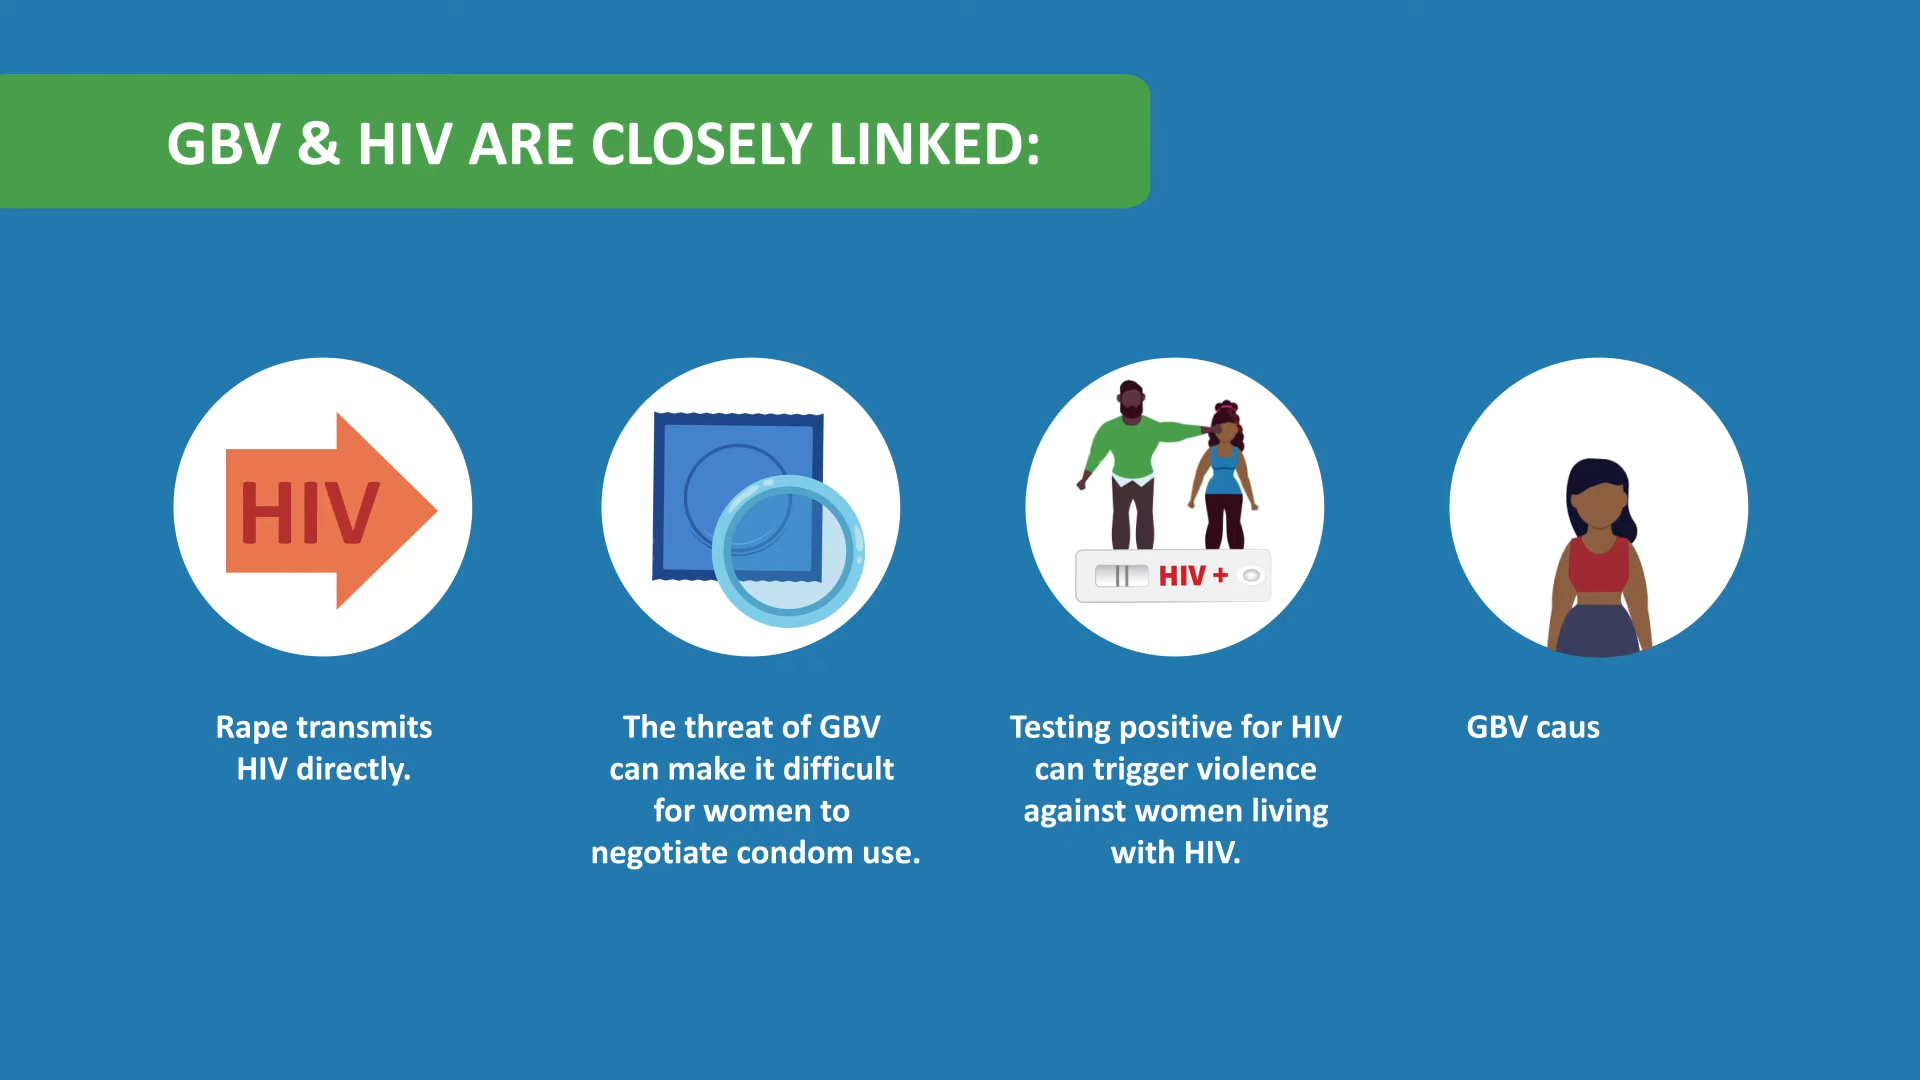 GBV & HIV ARE CLOSELY LINKED:
HIV
HIV +
Rape transmits
HIV directly.
The threat of GBV
can make it difficult
for women to
negotiate condom use.
Testing positive for HIV
can trigger violence
against women living
with HIV.
GBV caus